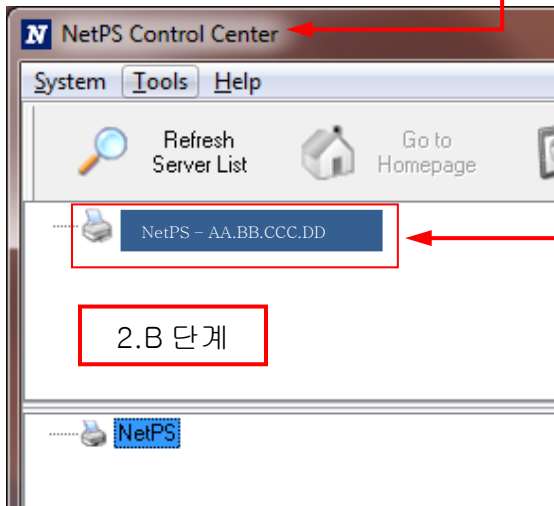 N NetPS Control Center
System Tools Help
Refresh
Server List
Go to
Homepage
NetPS – AA.BB.CCC.DD
2.B 단계
NetPS